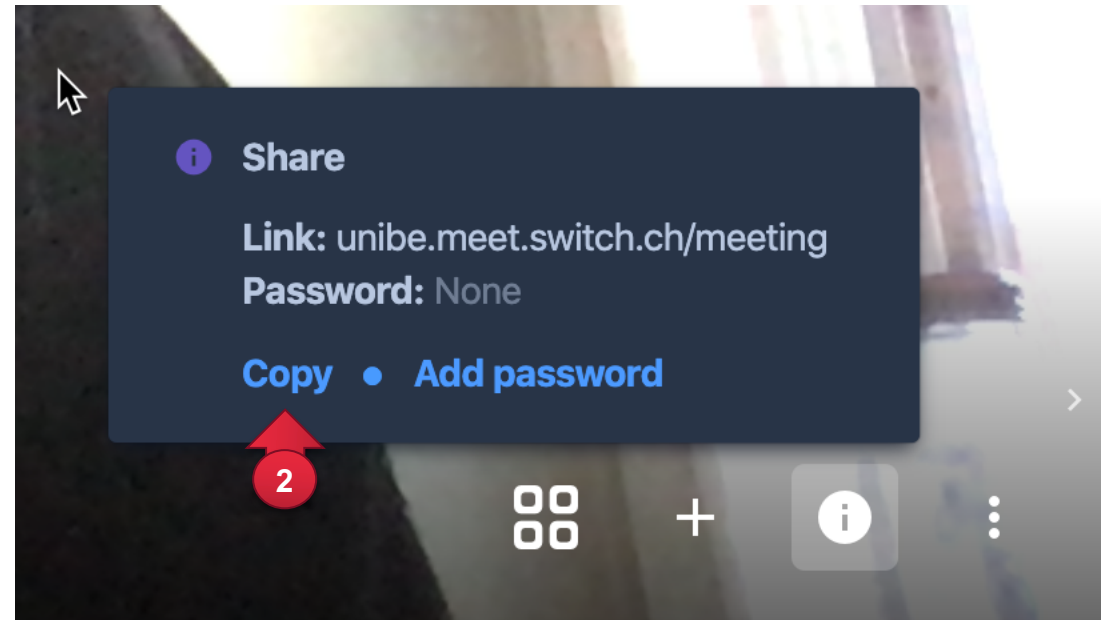 Share
Link: unibe.meet.switch.ch/meeting
Password: None
Copy • Add password
2